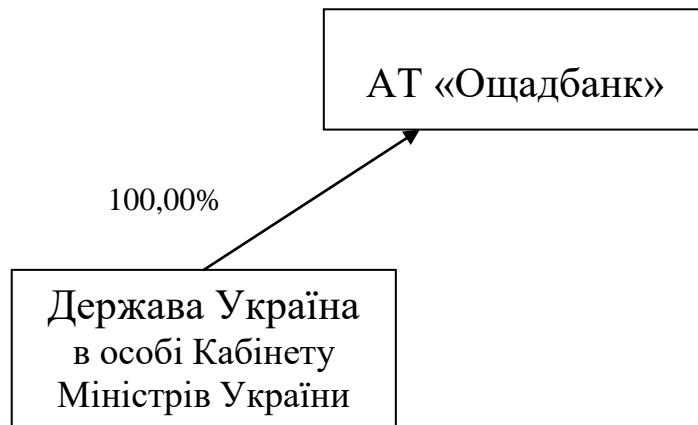 АТ «Ощадбанк»
100,00%
Держава Україна
в особі Кабінету
Міністрів України